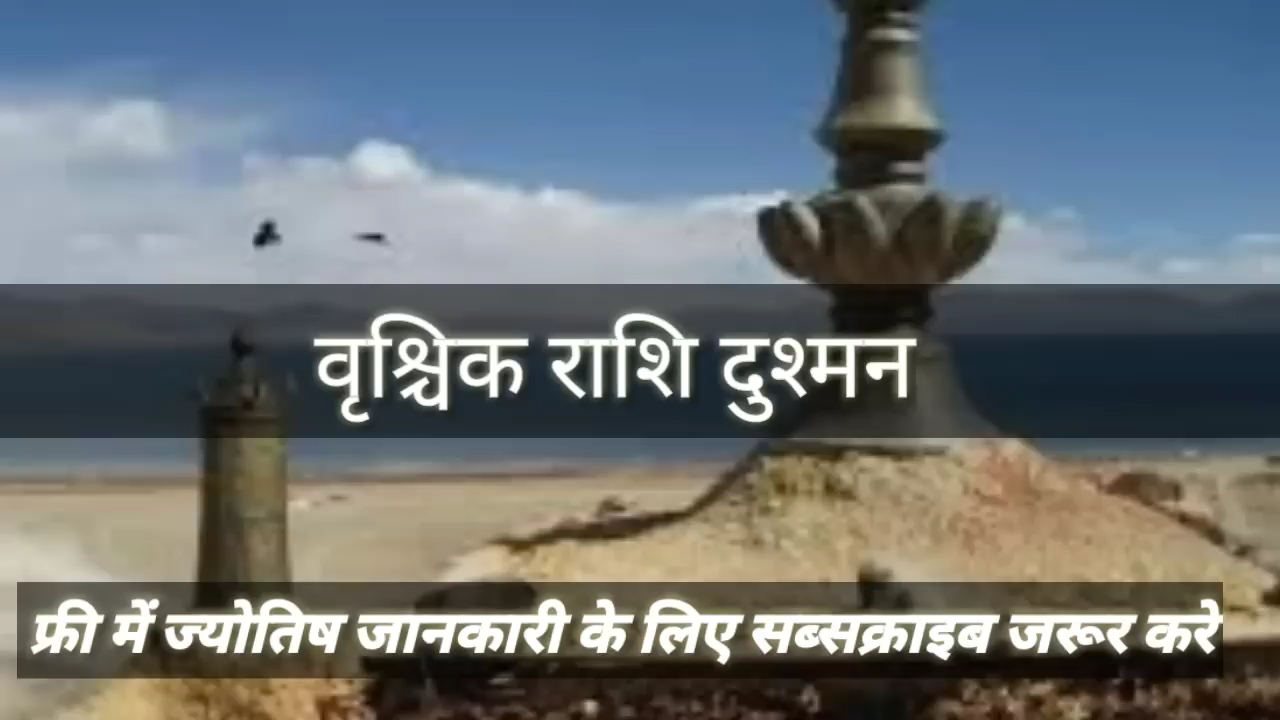 वृश्चिक राशि दुश्मन
फ्री में ज्योतिष जानकारी के लिए सब्सक्राइब जरूर करे